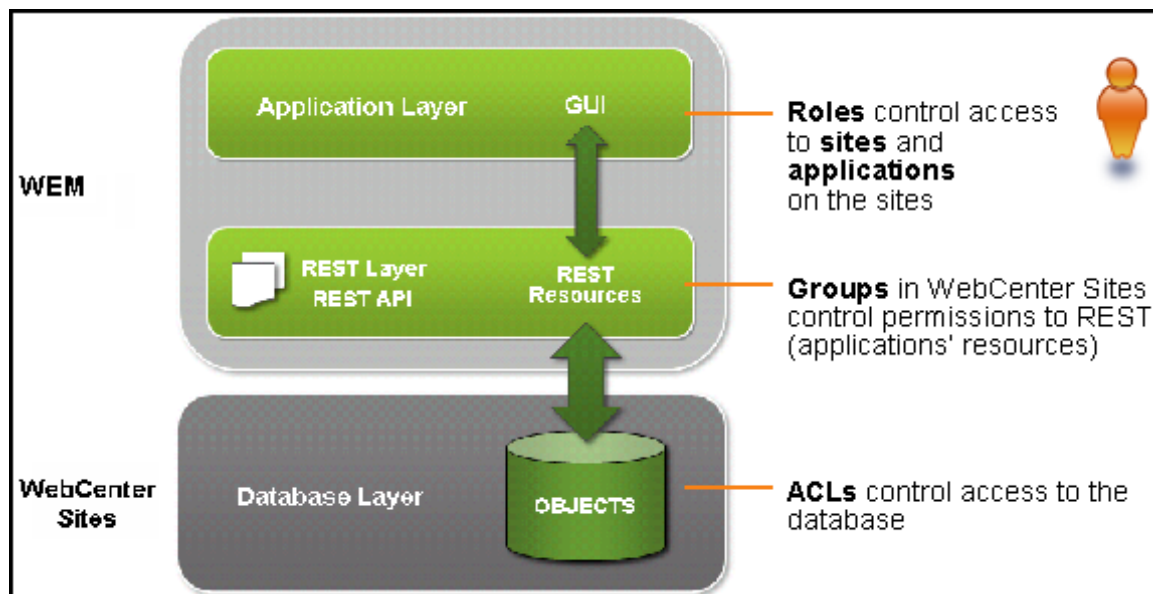 Application Layer
GUI
Roles control access
to sites and
applications
on the sites
WEM
REST Layer
REST API
REST
Resources
Groups in WebCenter Sites
control permissions to REST
(applications' resources)
WebCenter
Sites
Database Layer
OBJECTS
ACLs control access to the
database